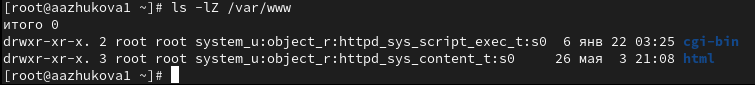 [root@aazhukova1 ~]# ls -lZ /var/www
итого 0
drwxr-xr-x. 2 root root system_u:object_r:httpd_sys_script_exec_t:s0  6 янв 22 03:25 cgi-bin
drwxr-xr-x. 3 root root system_u:object_r:httpd_sys_content_t:s0     26 мая  3 21:08 html
[root@aazhukova1 ~]#